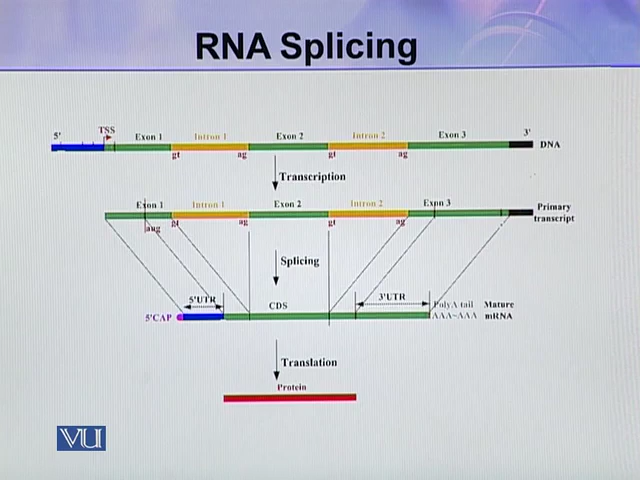 RNA Splicing
5' TSS Exon 1 Intron 1 Exon 2 Intron 2 Exon 3 3'
DNA
gt ag gt ag
Transcription
Exon 1 Intron 1 Exon 2 Intron 2 Exon 3 Primary
transcript
aug gt ag gt ag
Splicing
5'UTR CDS 3'UTR PolyA tail Mature
5'CAP AAA~AAA mRNA
Translation
Protein
VU